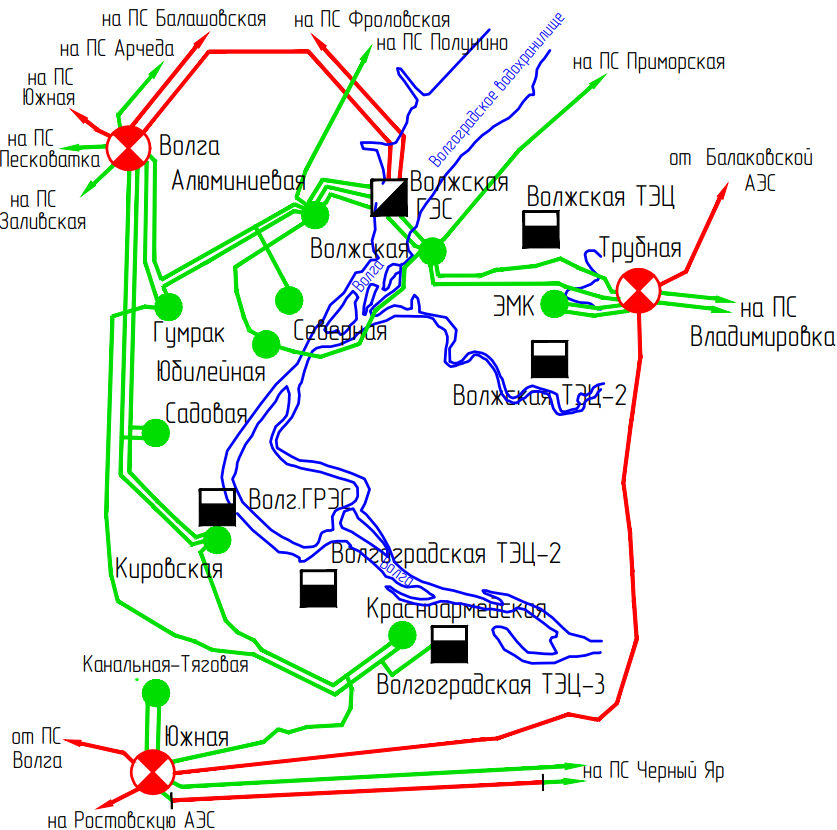 на ПС Балашовская
на ПС Фроловская
на ПС Арчеда
на ПС Полунино
на ПС Приморская
на ПС
Южная
Волгоградское водохранилище
на ПС
Песковатка
Волга
от Балаковской
АЭС
Алюминиевая
Волжская
ГЭС
Волжская ТЭЦ
на ПС
Заливская
Волжская
Трубная
Волга
ЭМК
на ПС
Владимировка
Гумрак
Северная
Юбилейная
Волжская ТЭЦ-2
Садовая
Волг.ГРЭС
Волгоградская ТЭЦ-2
Кировская
Волга
Красноармейская
Канальная-Тяговая
Волгоградская ТЭЦ-3
от ПС
Волга
Южная
на ПС Черный Яр
на Ростовскую АЭС